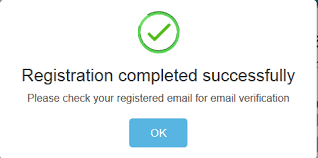 Registration completed successfully
Please check your registered email for email verification
OK